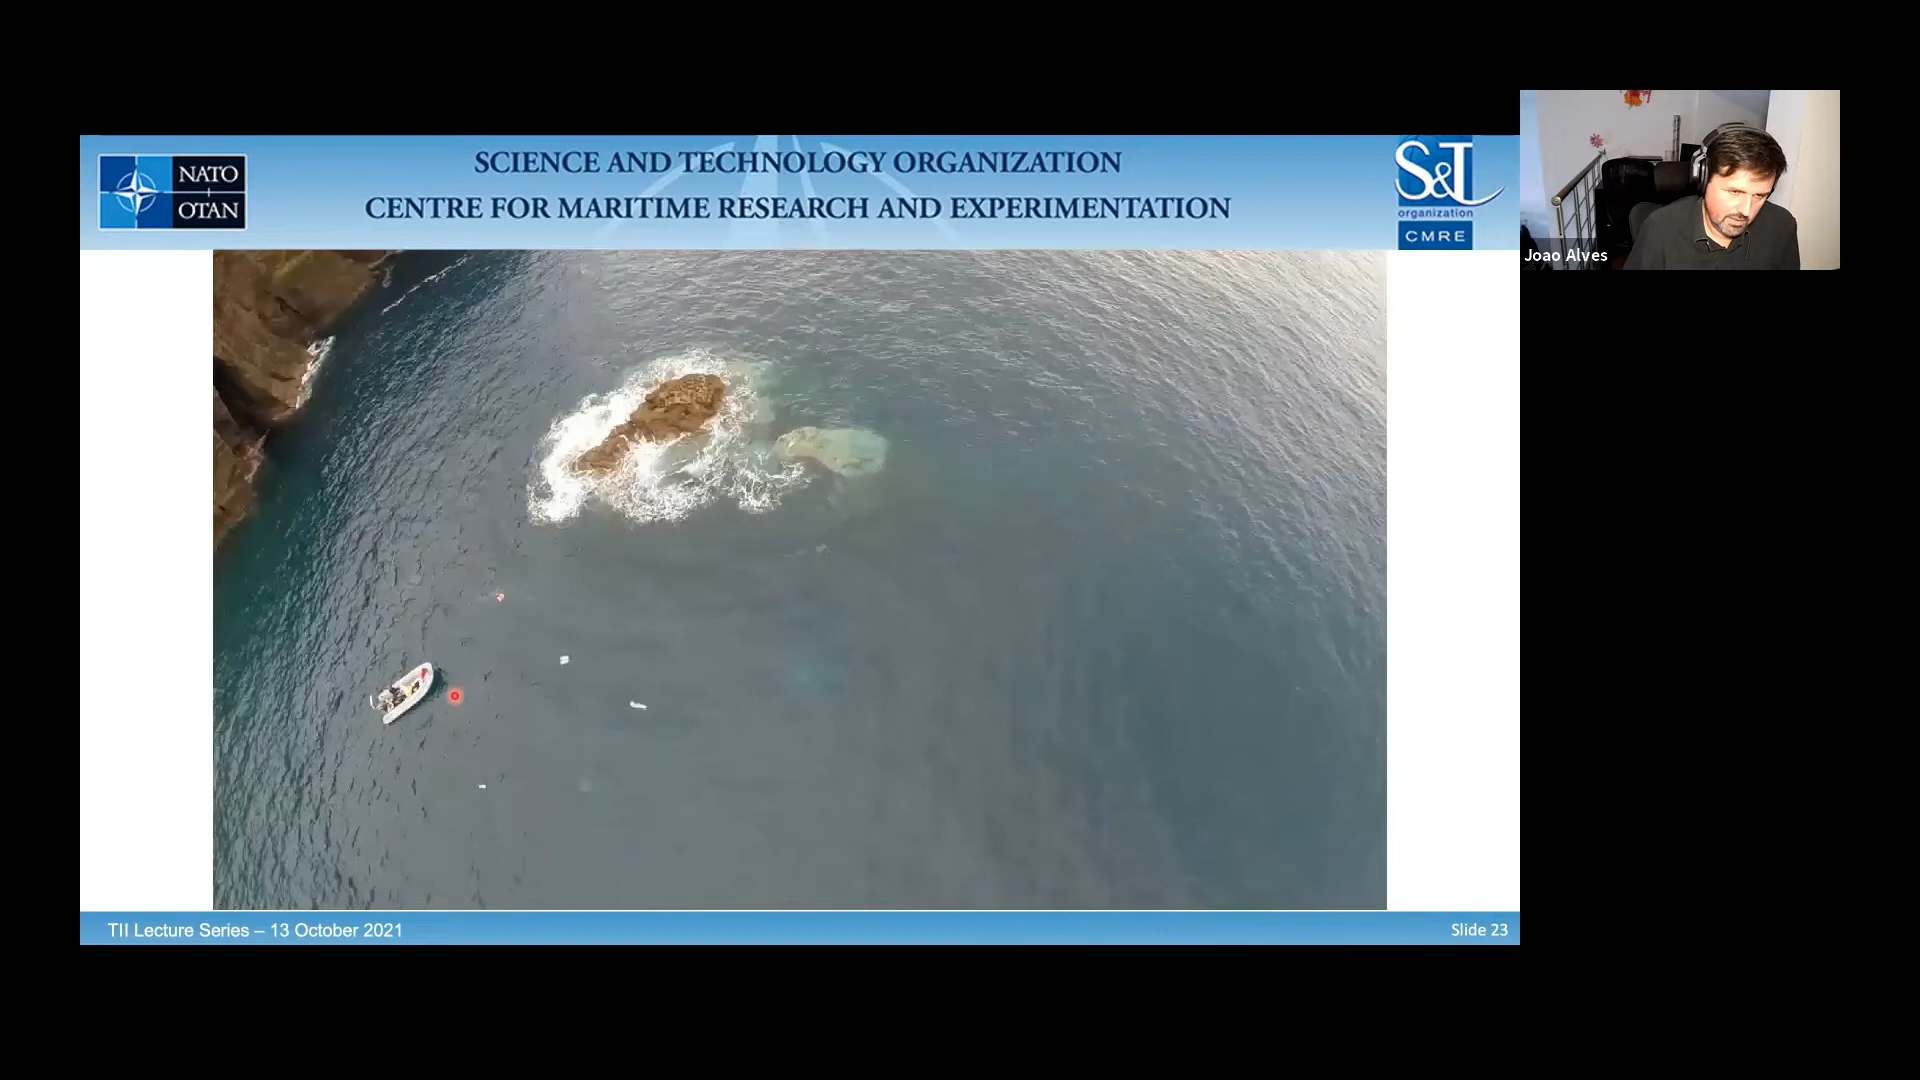 NATO
OTAN
SCIENCE AND TECHNOLOGY ORGANIZATION
CENTRE FOR MARITIME RESEARCH AND EXPERIMENTATION
S&T
organization
CMRE
Joao Alves
TII Lecture Series – 13 October 2021
Slide 23